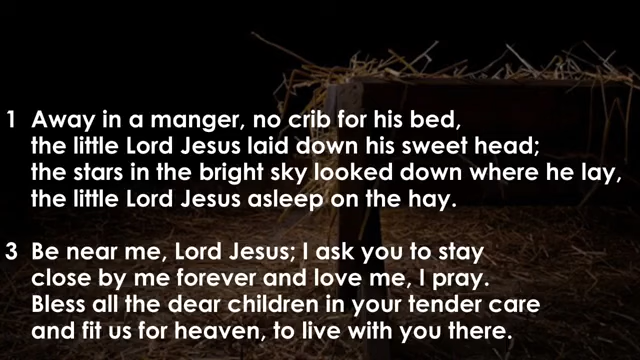 1 Away in a manger, no crib for his bed,
the little Lord Jesus laid down his sweet head;
the stars in the bright sky looked down where he lay,
the little Lord Jesus asleep on the hay.
3 Be near me, Lord Jesus; I ask you to stay
close by me forever and love me, I pray.
Bless all the dear children in your tender care
and fit us for heaven, to live with you there.